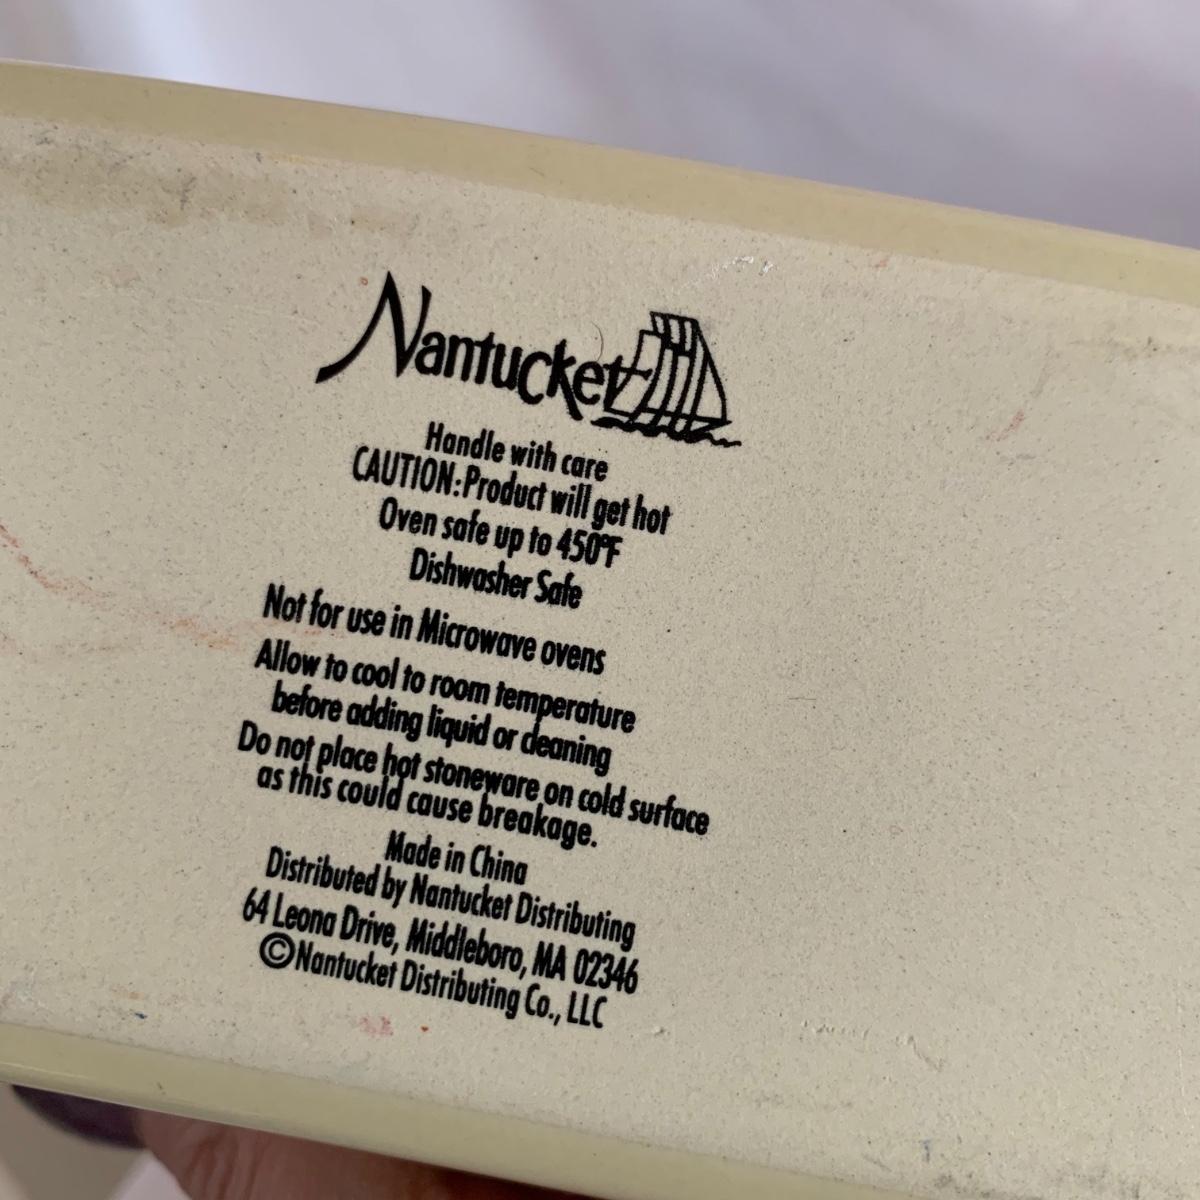 Nantucket
Handle with care
CAUTION:Product will get hot
Oven safe up to 450°F
Dishwasher Safe
Not for use in Microwave ovens
Allow to cool to room temperature
before adding liquid or cleaning
Do not place hot stoneware on cold surface
as this could cause breakage.
Made in China
Distributed by Nantucket Distributing
64 Leona Drive, Middleboro, MA 02346
©Nantucket Distributing Co., LLC